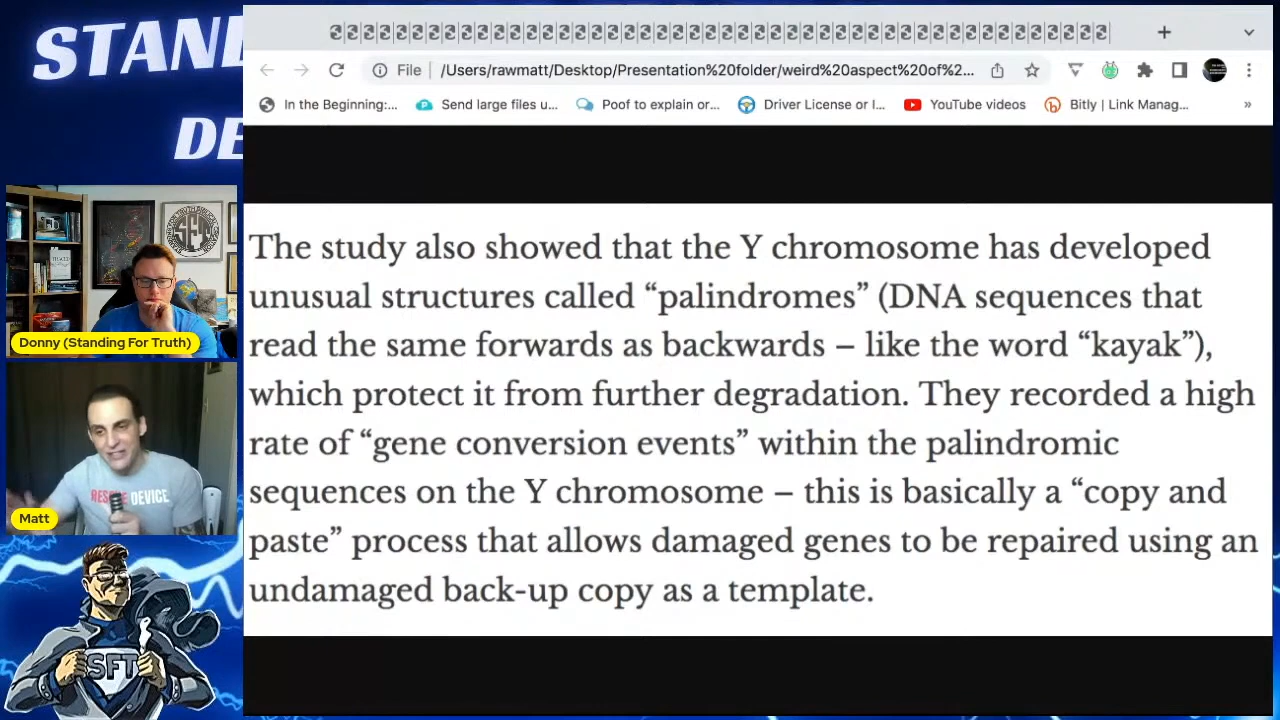 STAND
DE
File
/Users/rawmatt/Desktop/Presentation%20folder/weird%20aspect%20of%2...
In the Beginning:...
Send large files u...
Poof to explain or...
Driver License or I...
YouTube videos
Bitly | Link Manag...
»
The study also showed that the Y chromosome has developed
unusual structures called “palindromes” (DNA sequences that
read the same forwards as backwards – like the word “kayak”),
which protect it from further degradation. They recorded a high
rate of “gene conversion events” within the palindromic
sequences on the Y chromosome – this is basically a “copy and
paste” process that allows damaged genes to be repaired using an
undamaged back-up copy as a template.
SFT
Donny (Standing For Truth)
DEVICE
Matt
SFT